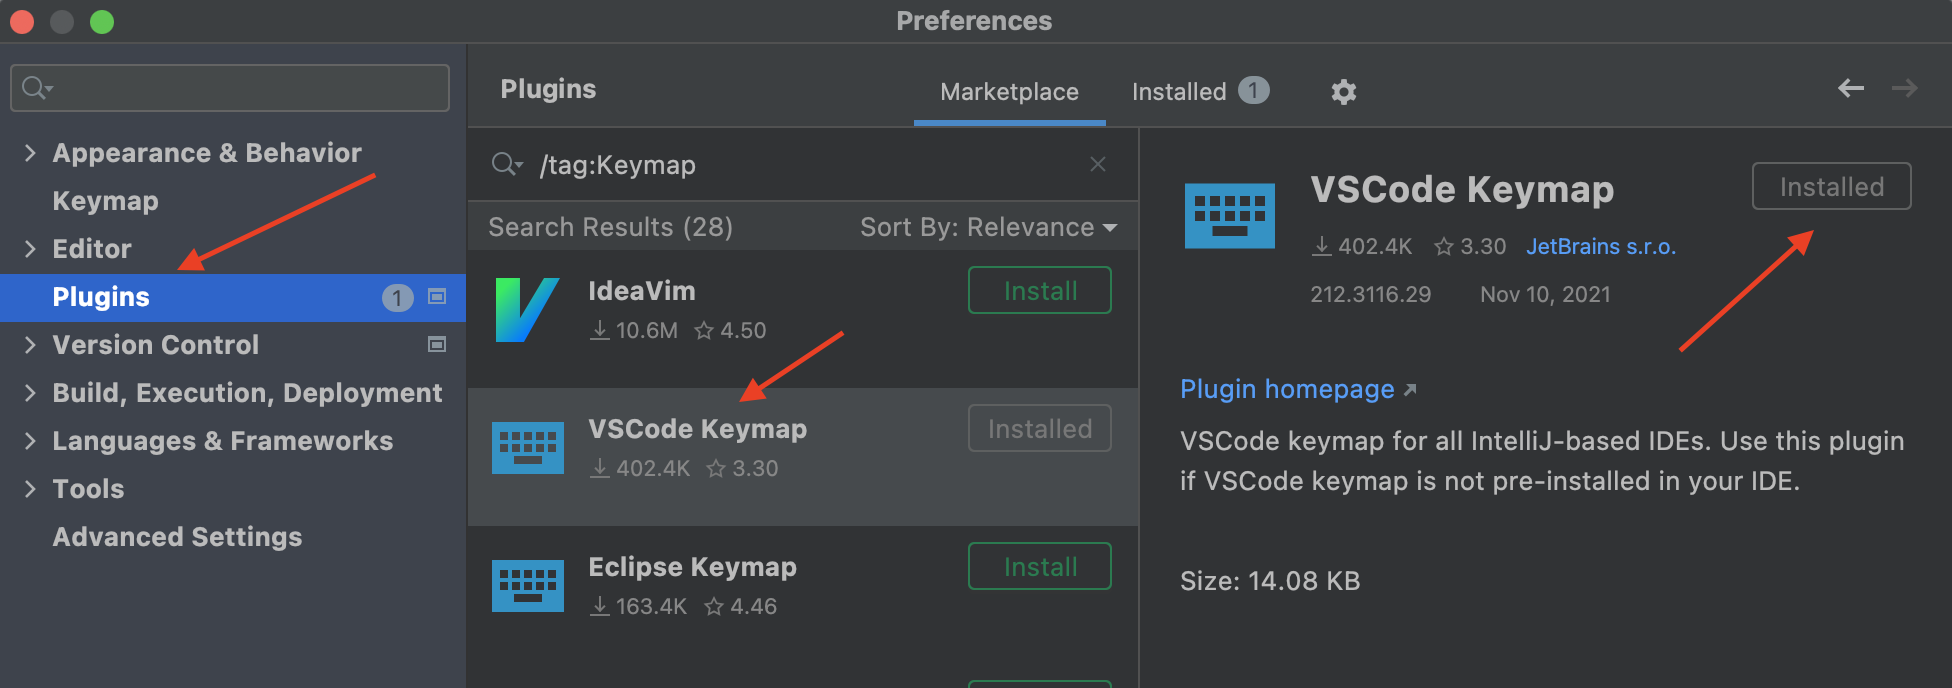 Preferences
Appearance & Behavior
Keymap
Editor
Plugins 1
Version Control
Build, Execution, Deployment
Languages & Frameworks
Tools
Advanced Settings
Plugins
Marketplace
Installed 1
/tag:Keymap
Search Results (28)
Sort By: Relevance
IdeaVim
Install
10.6M 4.50
VSCode Keymap
Installed
402.4K 3.30
Eclipse Keymap
Install
163.4K 4.46
VSCode Keymap
Installed
402.4K 3.30 JetBrains s.r.o.
212.3116.29 Nov 10, 2021
Plugin homepage
VSCode keymap for all IntelliJ-based IDEs. Use this plugin
if VSCode keymap is not pre-installed in your IDE.
Size: 14.08 KB